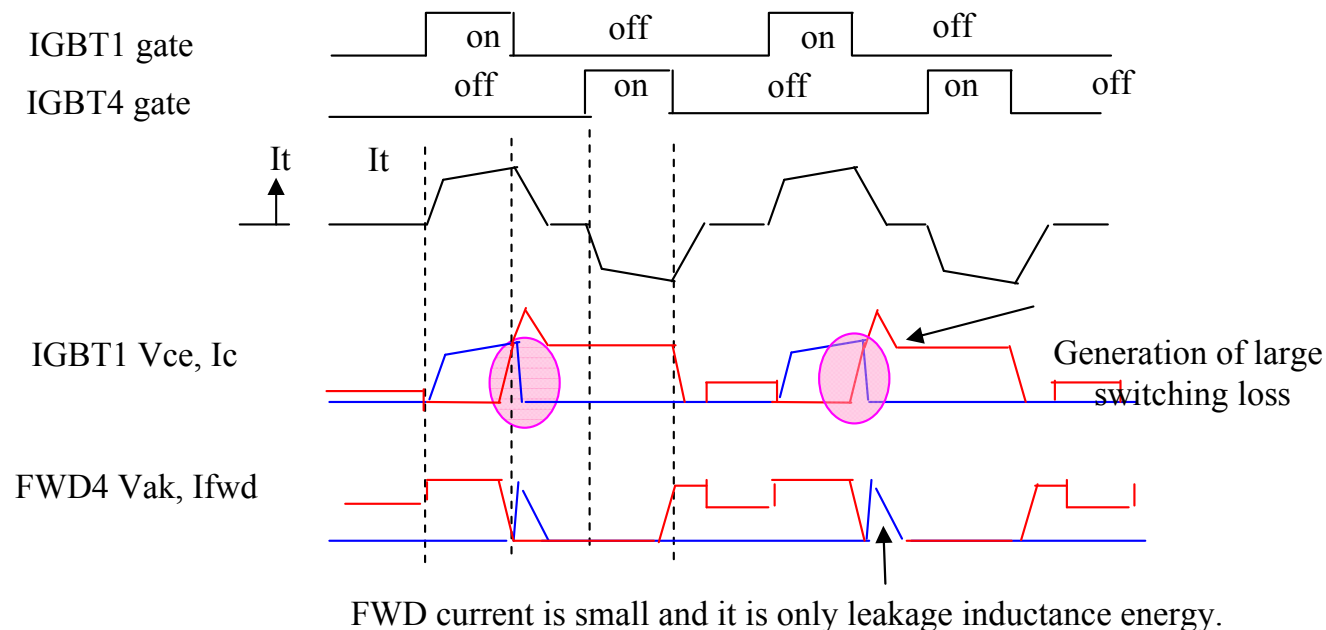 IGBT1 gate on off on off
IGBT4 gate off on off on off
It It
IGBT1 Vce, Ic
Generation of large
switching loss
FWD4 Vak, Ifwd
FWD current is small and it is only leakage inductance energy.